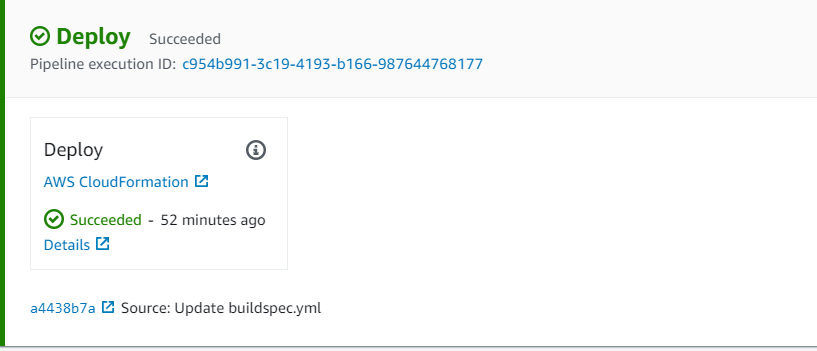 Deploy Succeeded
Pipeline execution ID: c954b991-3c19-4193-b166-987644768177
Deploy
AWS CloudFormation
Succeeded - 52 minutes ago
Details
a4438b7a Source: Update buildspec.yml